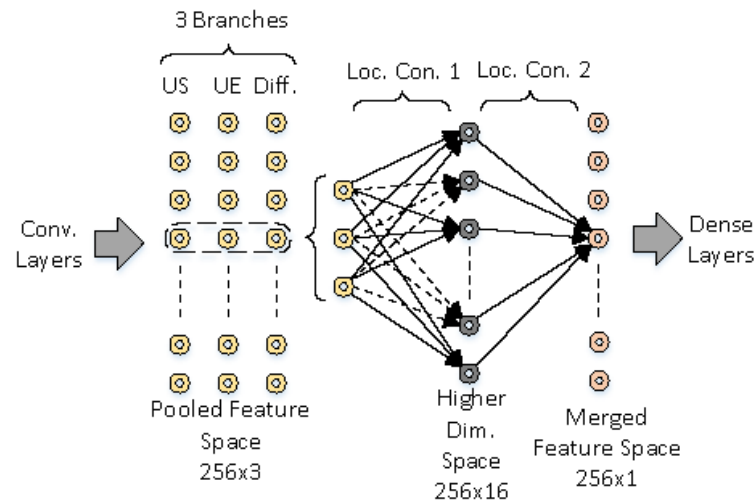 3 Branches
US UE Diff.
Loc. Con. 1 Loc. Con. 2
Conv.
Layers
Dense
Layers
Pooled Feature
Space
256x3
Higher
Dim.
Space
256x16
Merged
Feature Space
256x1